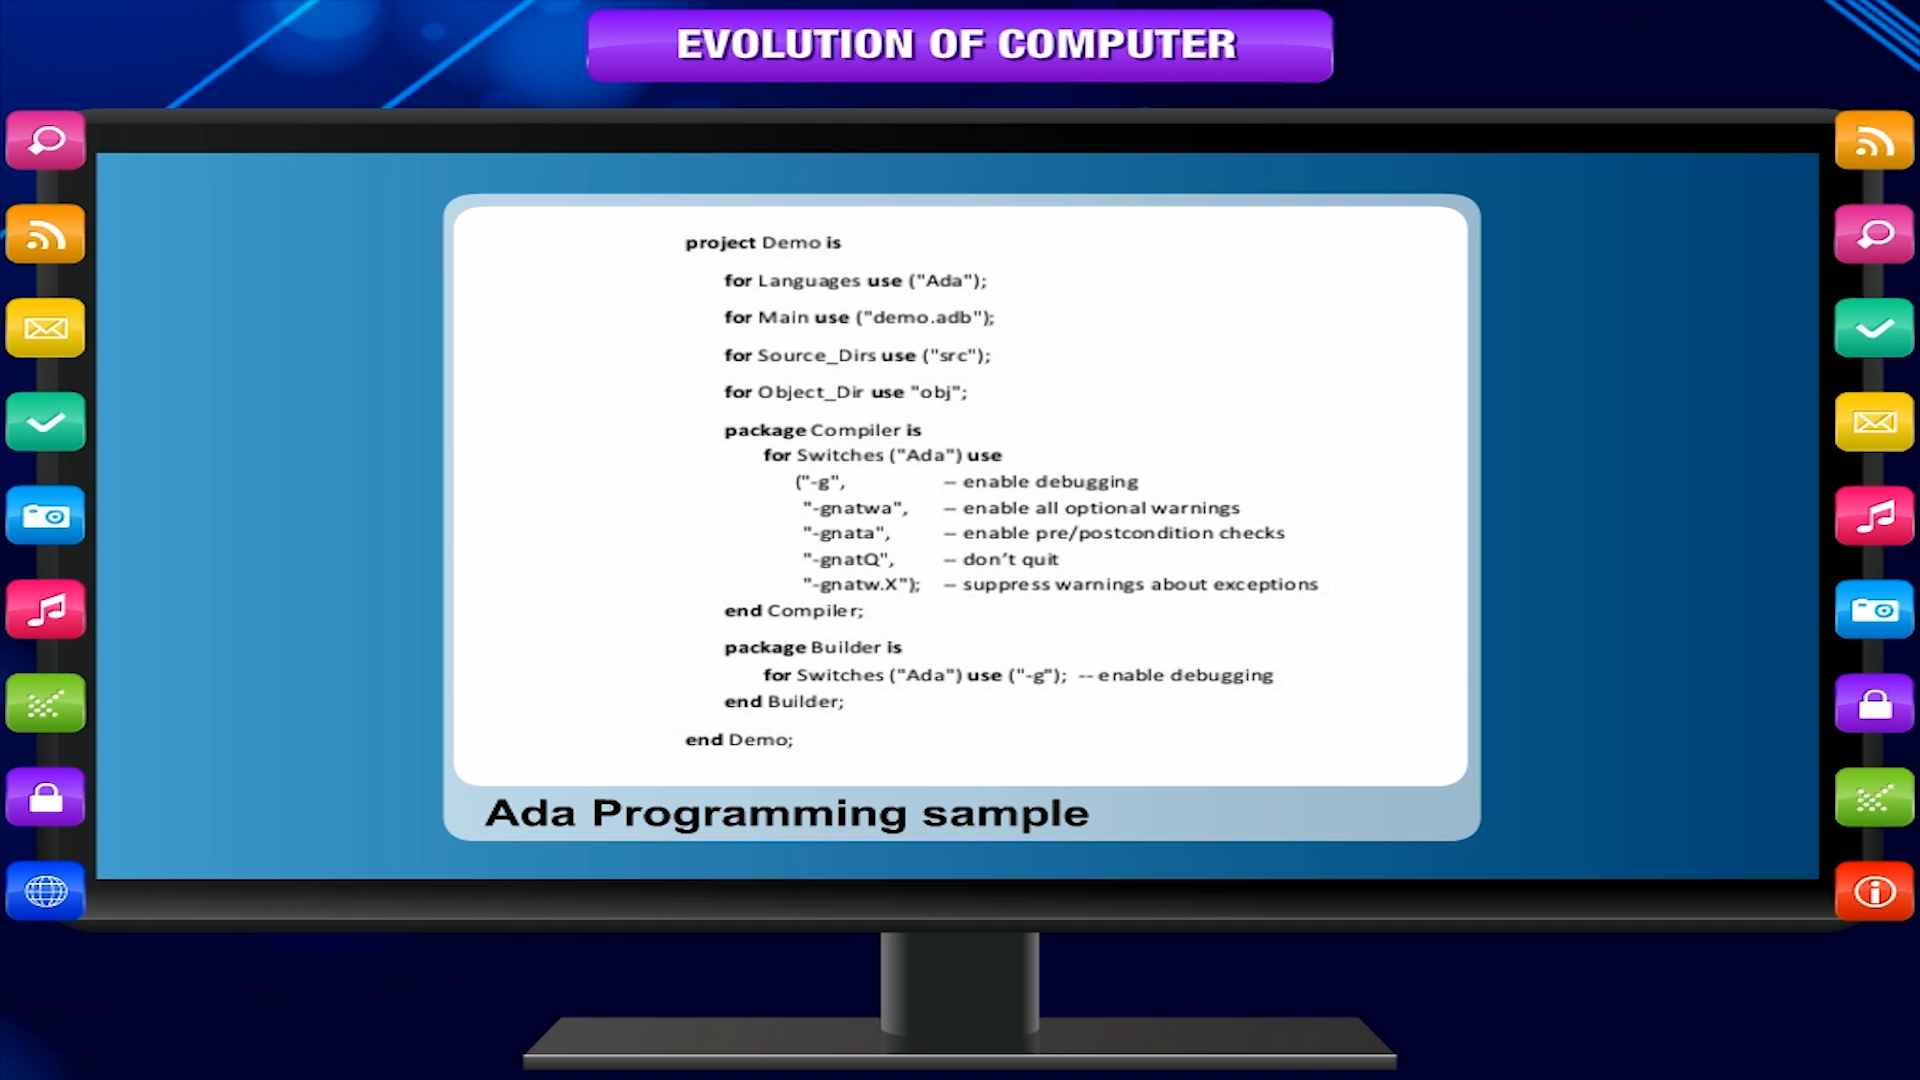 EVOLUTION OF COMPUTER
project Demo is
for Languages use ("Ada");
for Main use ("demo.adb");
for Source_Dirs use ("src");
for Object_Dir use "obj";
package Compiler is
for Switches ("Ada") use
("-g", – enable debugging
"-gnatwa", – enable all optional warnings
"-gnata", – enable pre/postcondition checks
"-gnatQ", – don’t quit
"-gnatw.X"); – suppress warnings about exceptions
end Compiler;
package Builder is
for Switches ("Ada") use ("-g"); -- enable debugging
end Builder;
end Demo;
Ada Programming sample